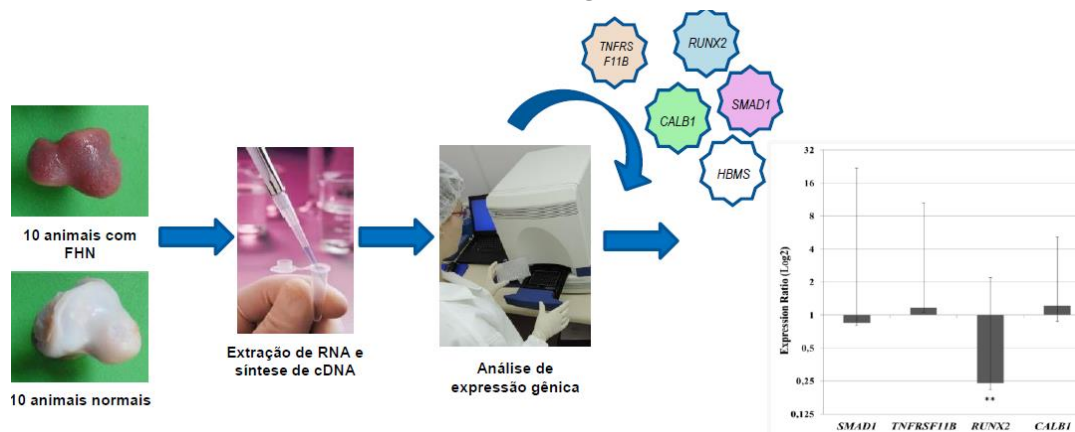 10 animais com
FHN
10 animais normais
Extração de RNA e
síntese de cDNA
Análise de
expressão gênica
TNFRS
F11B
RUNX2
CALB1
SMAD1
HBMS
Expression Ratio (Log2)
32
16
8
4
2
1
0,5
0,25
0,125
**
SMAD1 TNFRSF11B RUNX2 CALB1